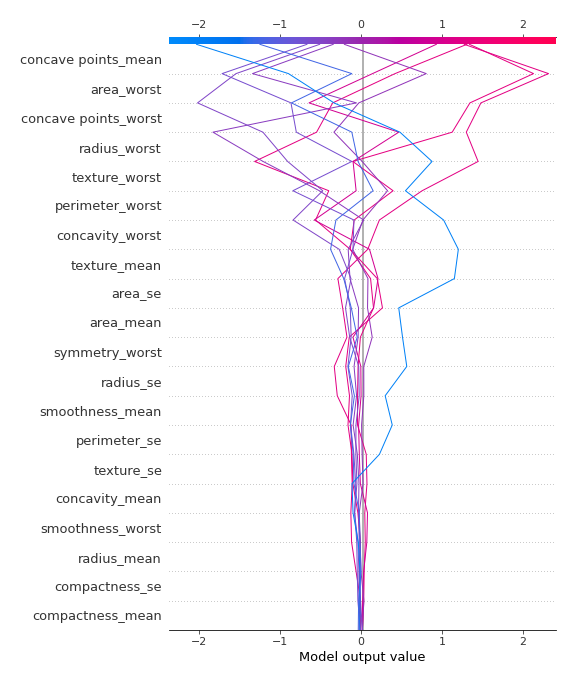 −2 −1 0 1 2
concave points_mean
area_worst
concave points_worst
radius_worst
texture_worst
perimeter_worst
concavity_worst
texture_mean
area_se
area_mean
symmetry_worst
radius_se
smoothness_mean
perimeter_se
texture_se
concavity_mean
smoothness_worst
radius_mean
compactness_se
compactness_mean
−2 −1 0 1 2
Model output value